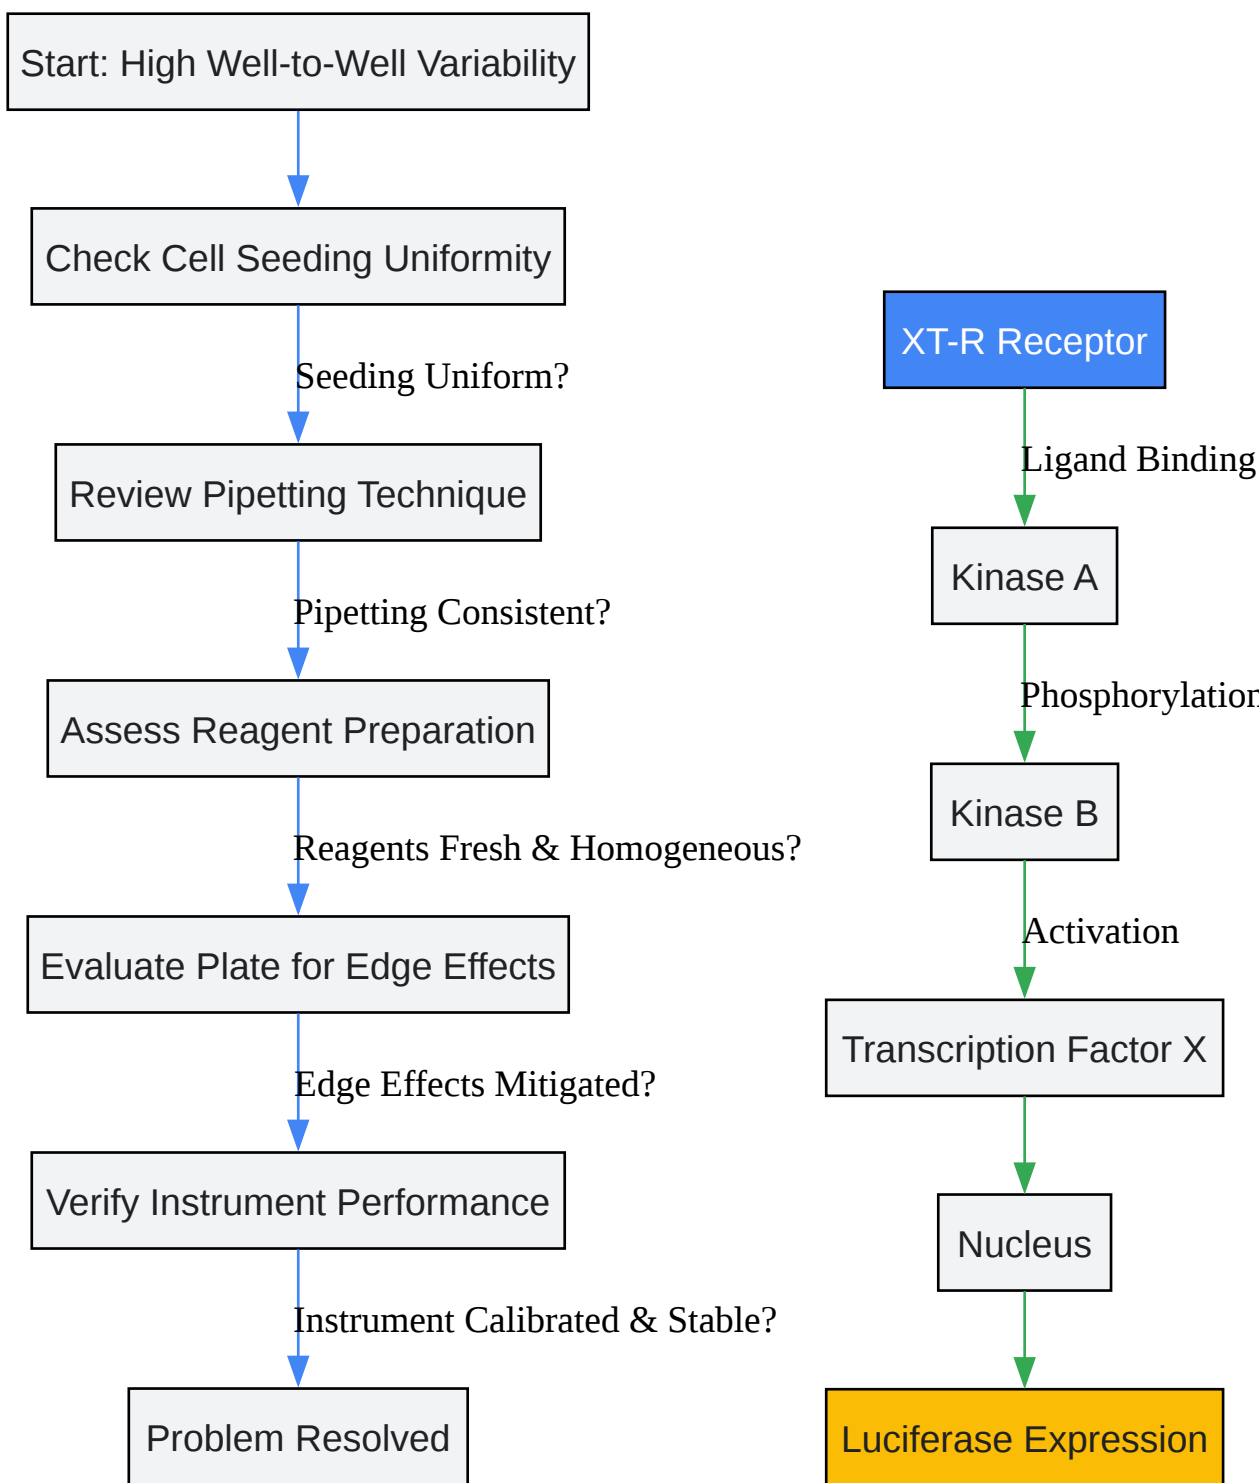 Start: High Well-to-Well Variability
Check Cell Seeding Uniformity
Seeding Uniform?
Review Pipetting Technique
Pipetting Consistent?
Assess Reagent Preparation
Reagents Fresh & Homogeneous?
Evaluate Plate for Edge Effects
Edge Effects Mitigated?
Verify Instrument Performance
Instrument Calibrated & Stable?
Problem Resolved
XT-R Receptor
Ligand Binding
Kinase A
Phosphorylation
Kinase B
Activation
Transcription Factor X
Nucleus
Luciferase Expression